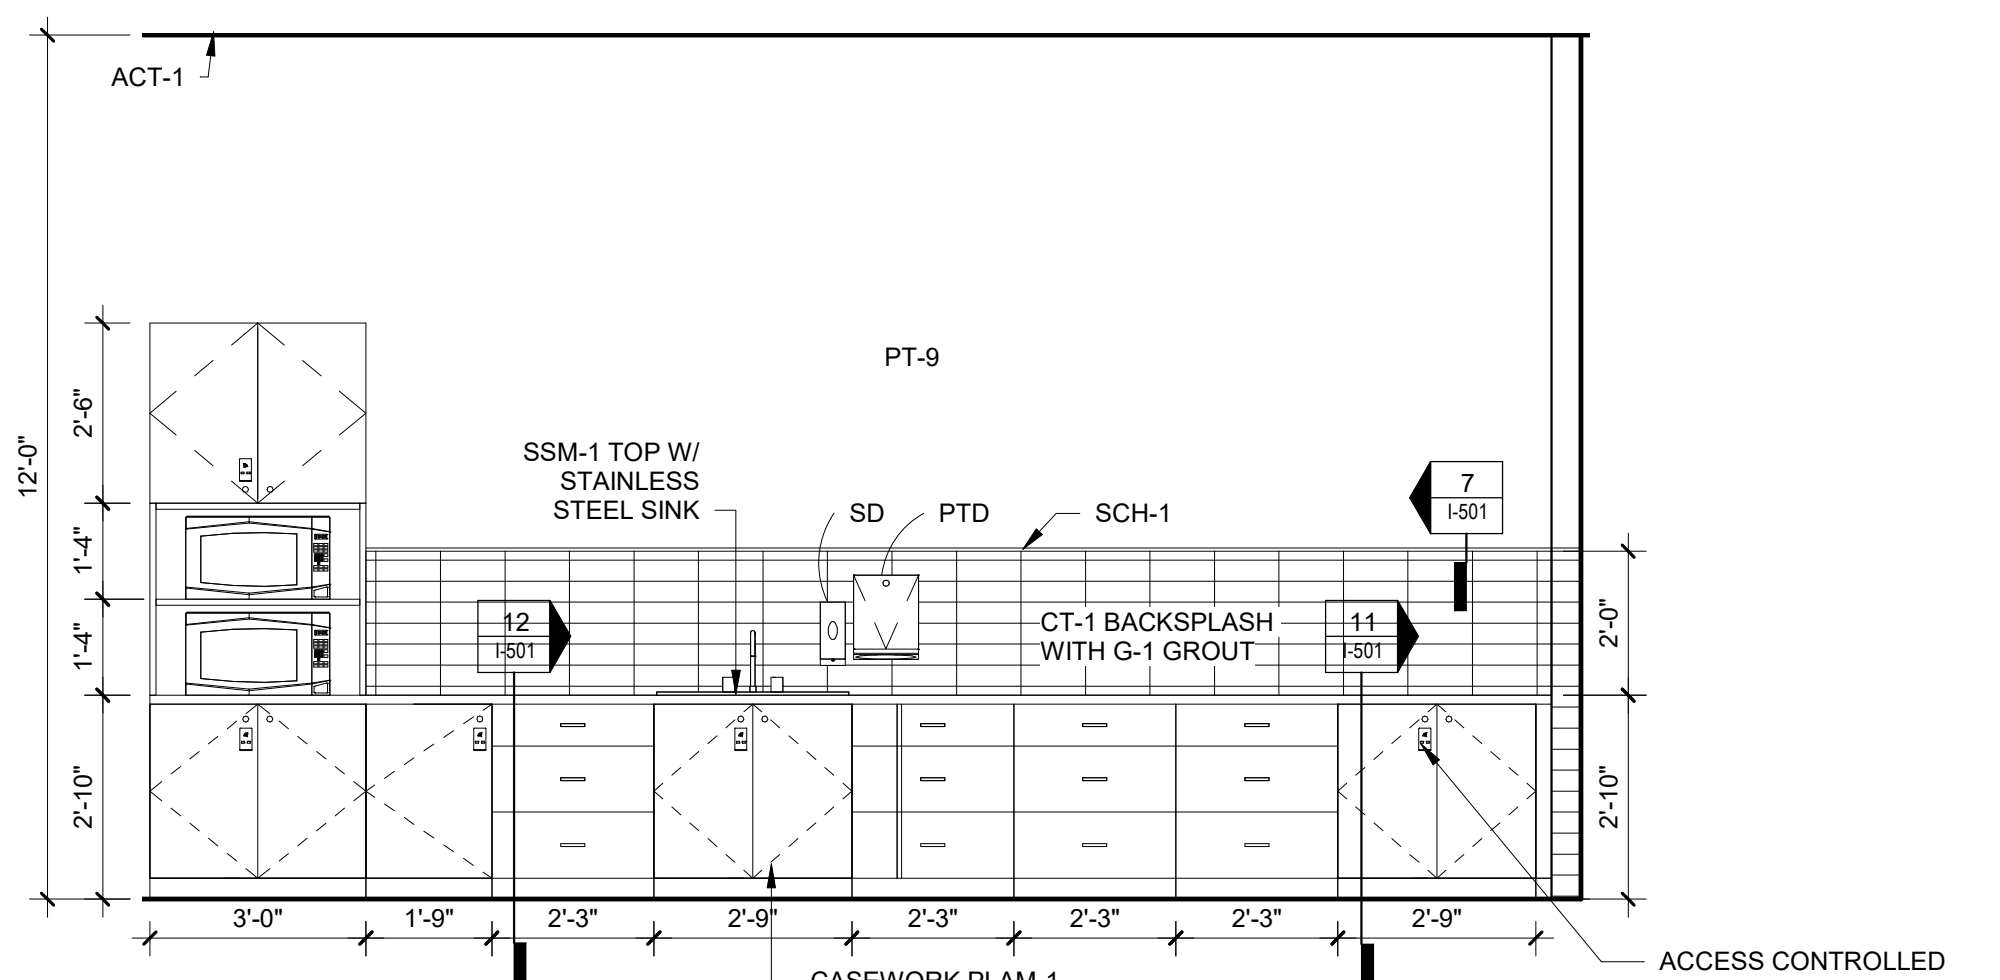 ACT-1
12'-0"
2'-6"
1'-4"
1'-4"
2'-10"
PT-9
SSM-1 TOP W/
STAINLESS
STEEL SINK
SD
PTD
SCH-1
7
I-501
12
I-501
CT-1 BACKSPLASH
WITH G-1 GROUT
11
I-501
2'-0"
2'-10"
3'-0"
1'-9"
2'-3"
2'-9"
2'-3"
2'-3"
2'-3"
2'-9"
CASEWORK PLAM-1
ACCESS CONTROLLED